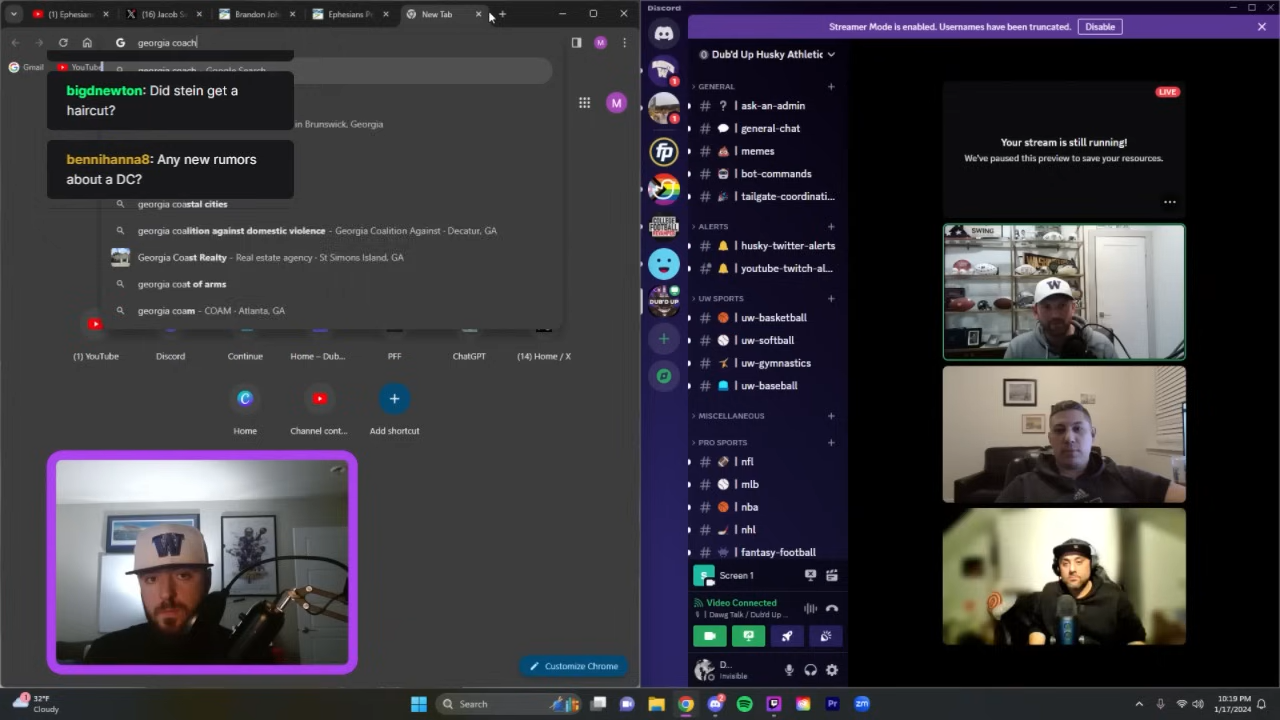 (1) Ephesians
(16) Jacob S
Brandon Joh
Ephesians P
New Tab
georgia coach
Gmail
YouTube
georgia coach - Google Search
bigdnewton: Did stein get a
haircut?
in Brunswick, Georgia
bennihanna8: Any new rumors
about a DC?
georgia coastal cities
georgia coalition against domestic violence - Georgia Coalition Against - Decatur, GA
Georgia Coast Realty - Real estate agency - St Simons Island, GA
georgia coat of arms
georgia coam - COAM - Atlanta, GA
(1) YouTube
Discord
Continue
Home – Dub...
PFF
ChatGPT
(14) Home / X
Home
Channel cont...
Add shortcut
Customize Chrome
Discord
Streamer Mode is enabled. Usernames have been truncated.
Disable
Dub'd Up Husky Athletic
GENERAL
ask-an-admin
general-chat
memes
bot-commands
tailgate-coordinati...
ALERTS
husky-twitter-alerts
youtube-twitch-al...
UW SPORTS
uw-basketball
uw-softball
uw-gymnastics
uw-baseball
MISCELLANEOUS
PRO SPORTS
nfl
mlb
nba
nhl
fantasy-football
Screen 1
Video Connected
Dawg Talk / Dub'd Up ...
D...
Invisible
LIVE
Your stream is still running!
We've paused this preview to save your resources.
SWING
32°F
Cloudy
Search
10:19 PM
1/17/2024